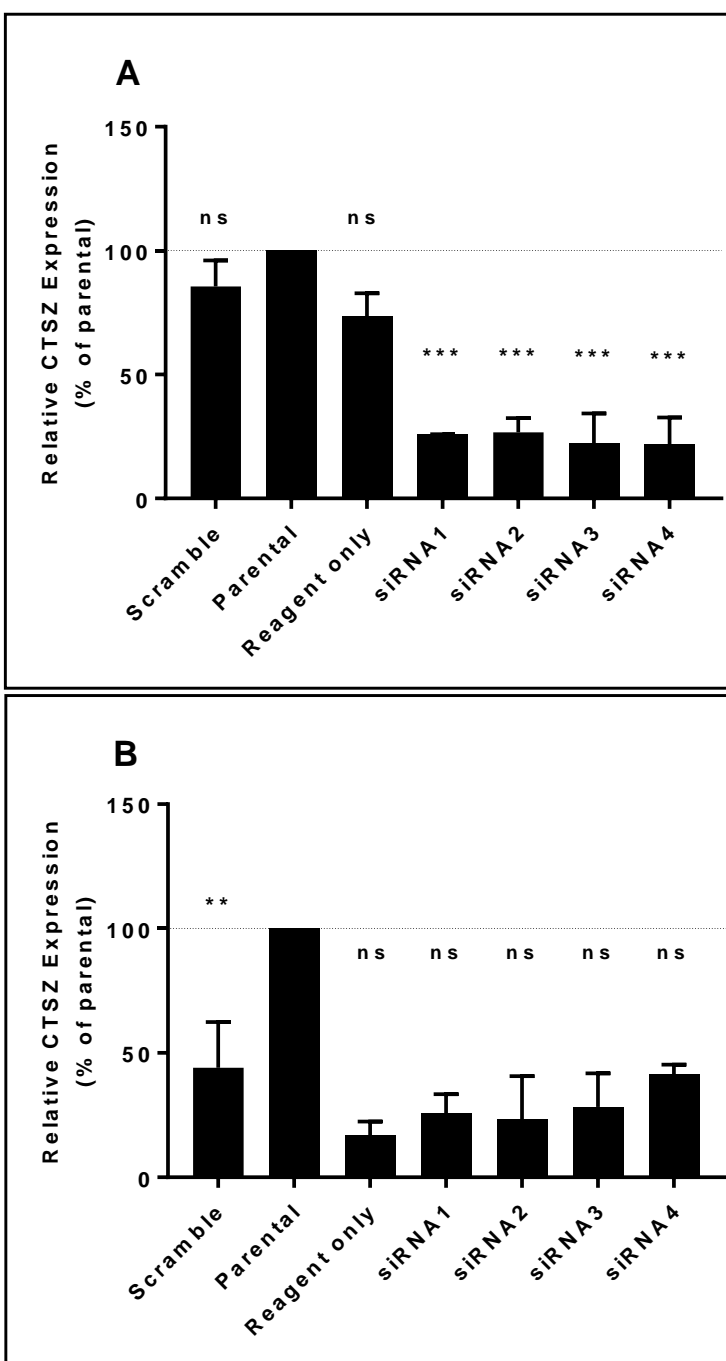 A
Relative CTSZ Expression
(% of parental)
150
100
50
0
ns
ns
***
***
***
***
Scramble
Parental
Reagent only
siRNA1
siRNA2
siRNA3
siRNA4
B
Relative CTSZ Expression
(% of parental)
150
100
50
0
**
ns
ns
ns
ns
ns
Scramble
Parental
Reagent only
siRNA1
siRNA2
siRNA3
siRNA4